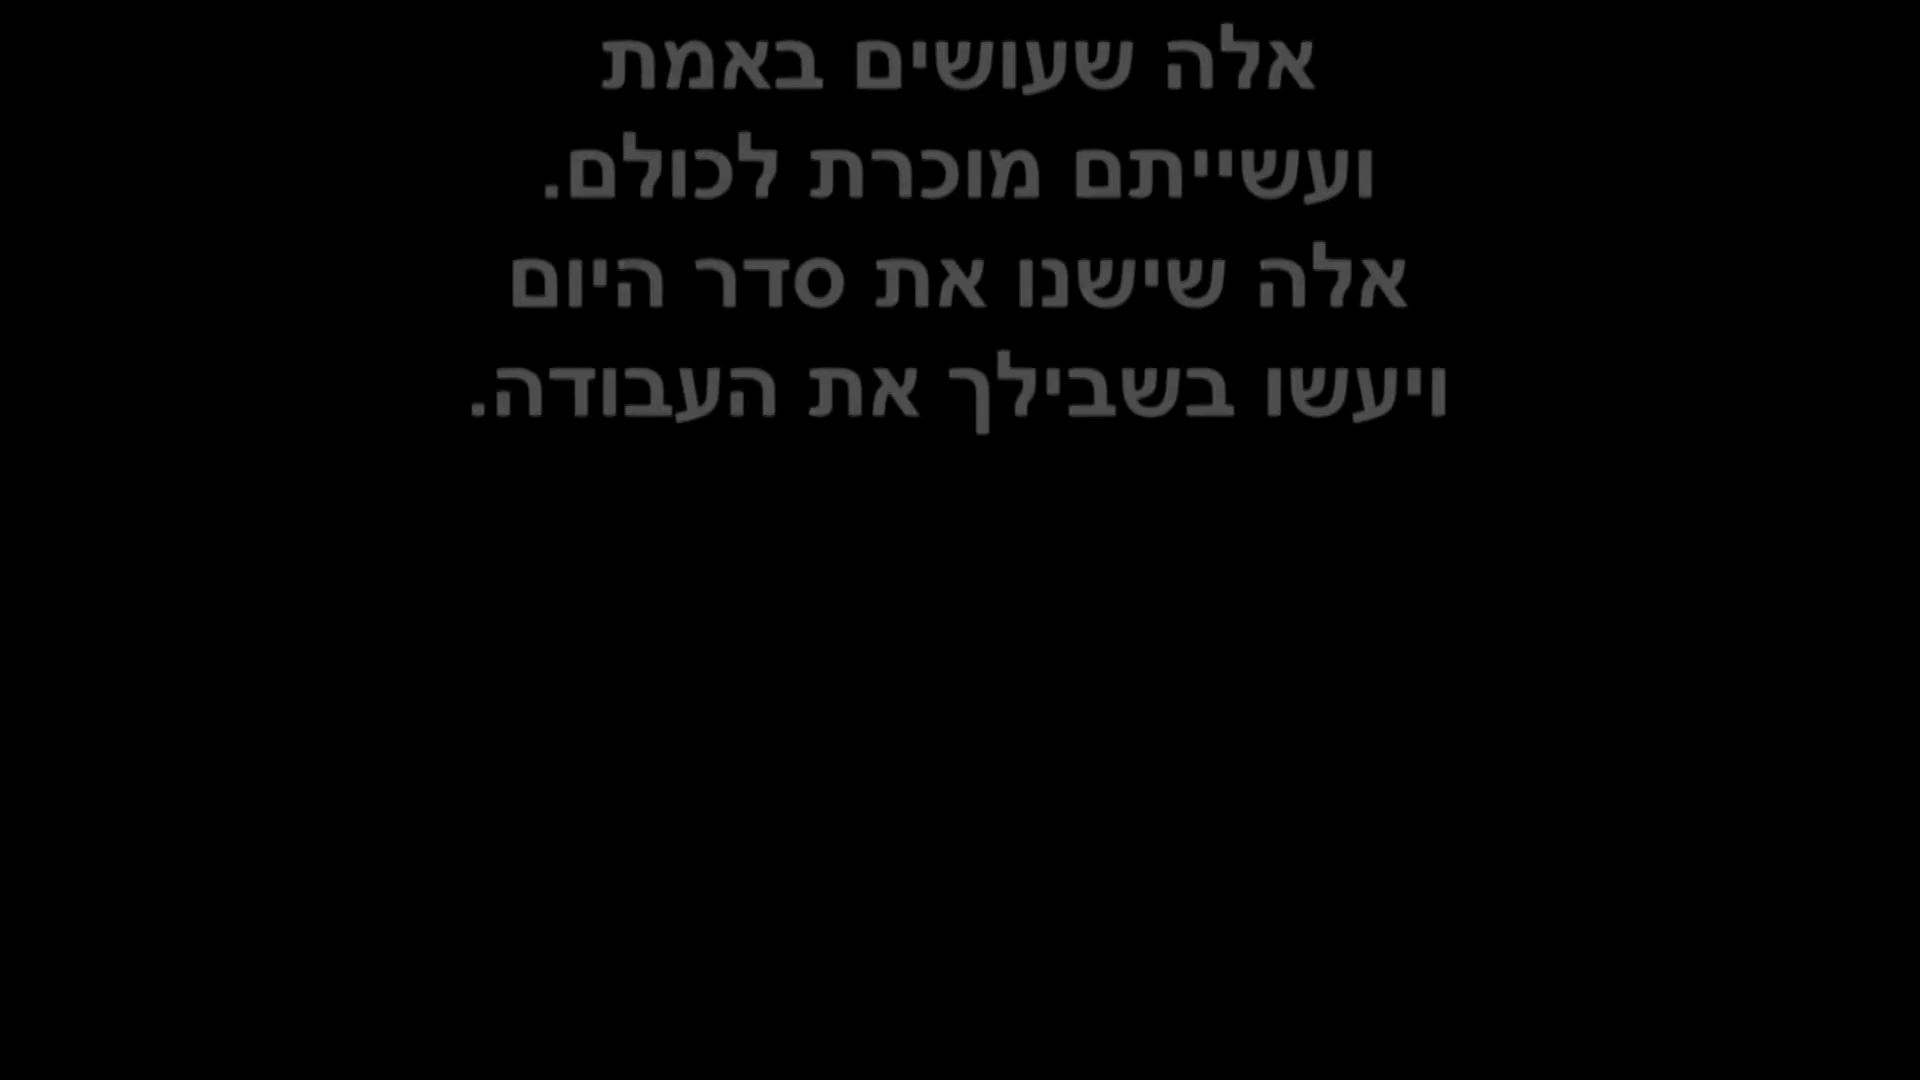 אלה שעושים באמת
ועשייתם מוכרת לכולם.
אלה שישנו את סדר היום
ויעשו בשבילך את העבודה.